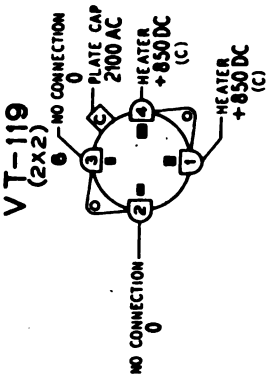 VT-119
(2X2)
6
NO CONNECTION
0
PLATE CAP
2100 AC
C
3
4
HEATER
+850 DC
(C)
2
1
NO CONNECTION
0
HEATER
+850 DC
(C)